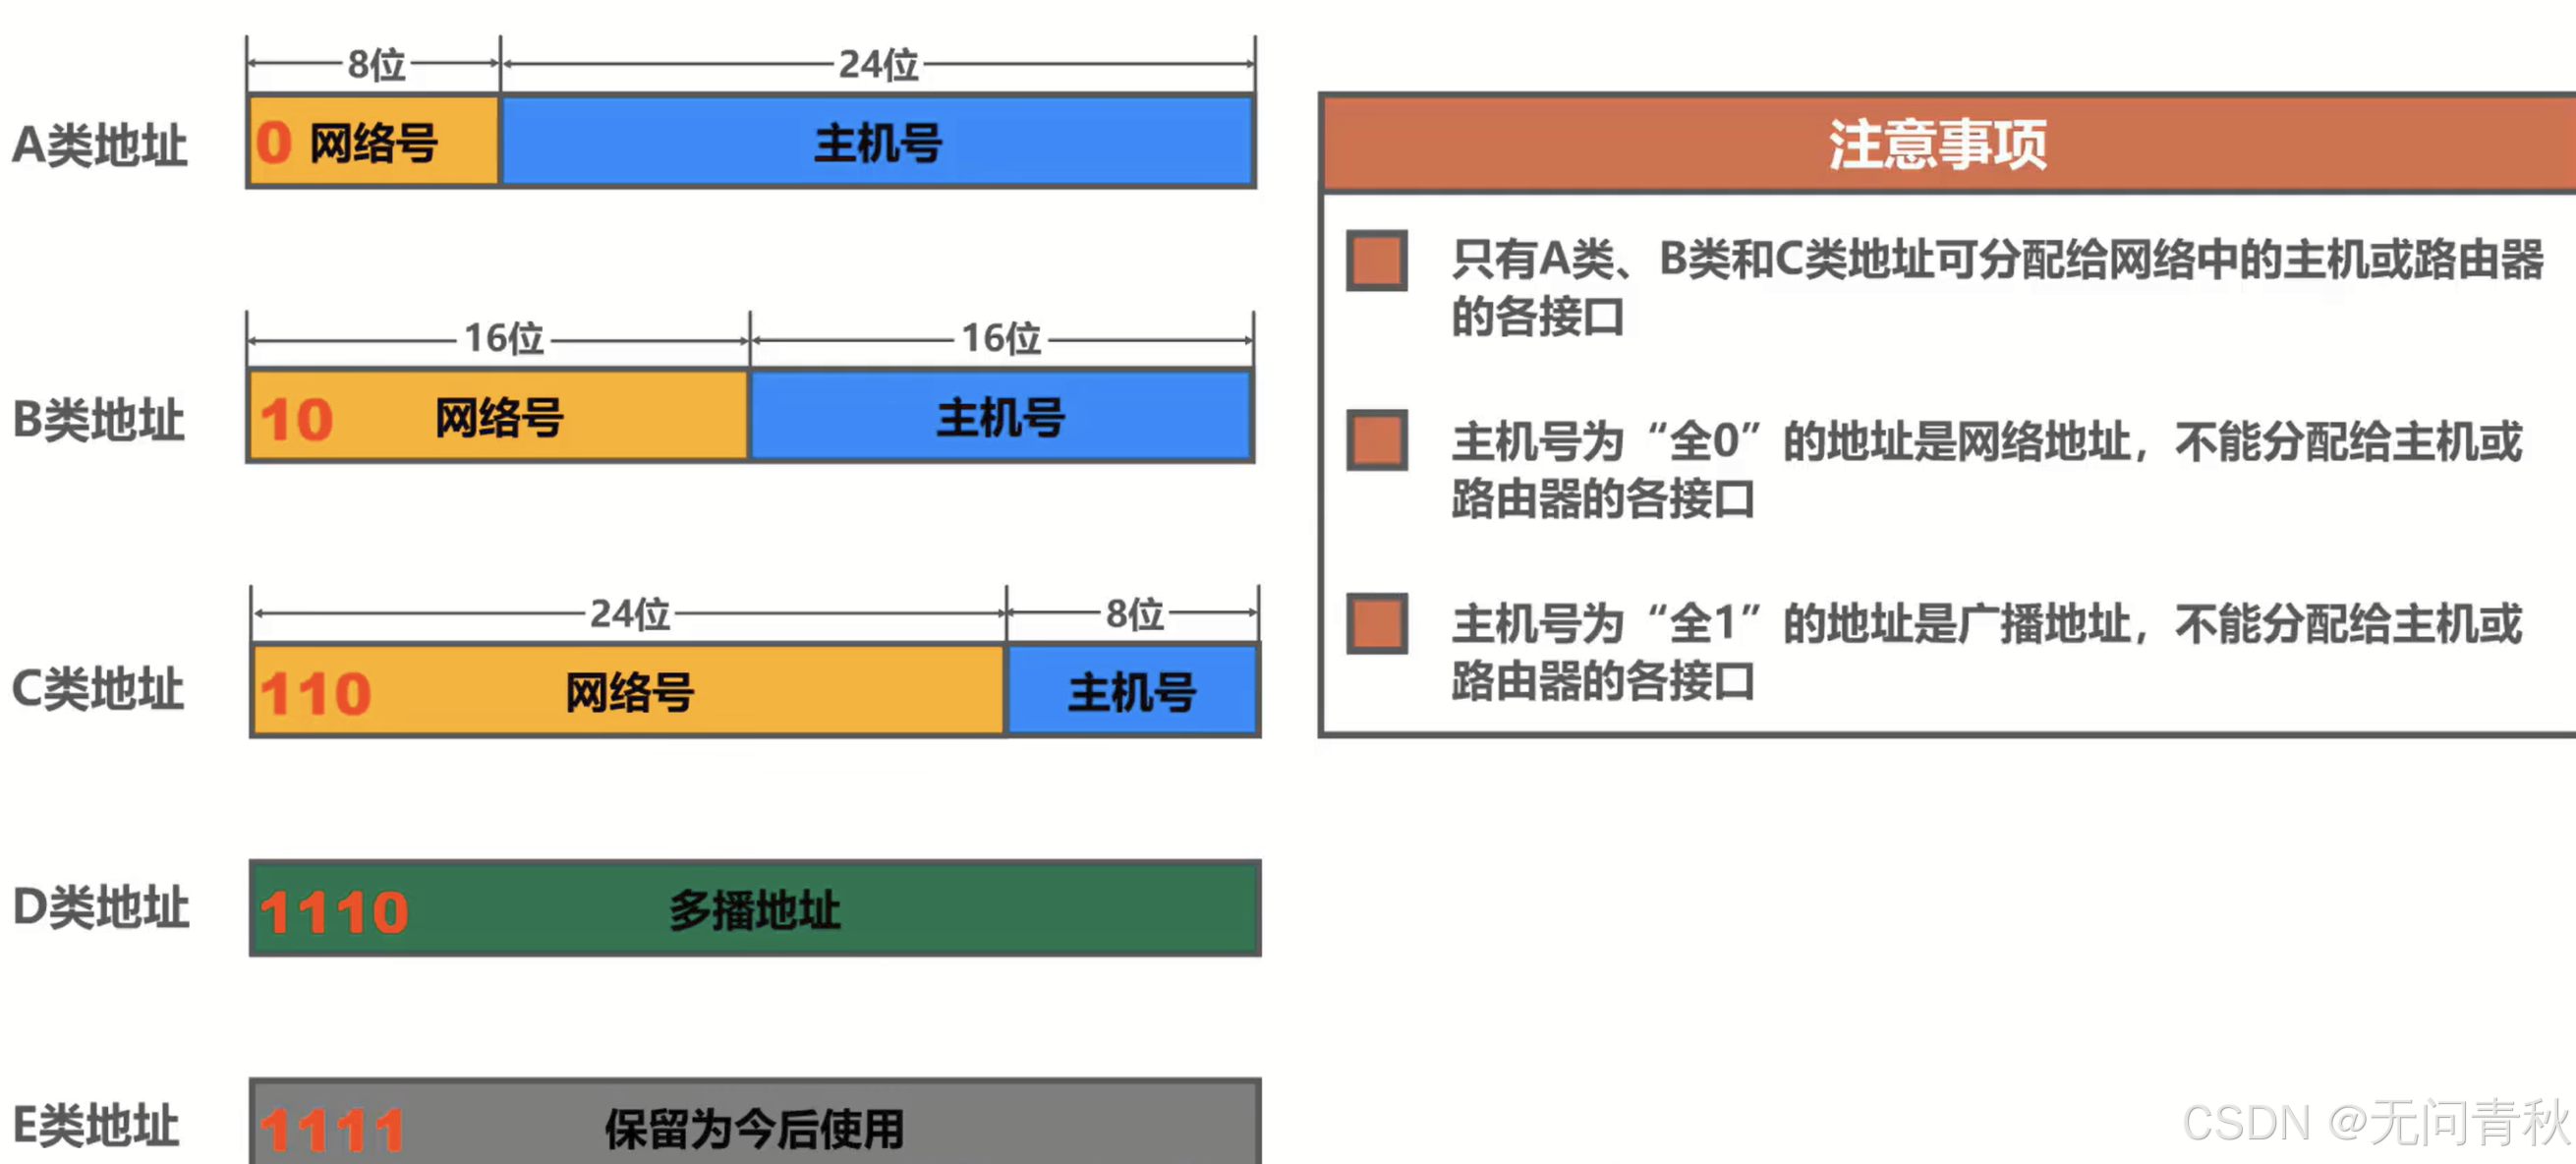 8位 24位
A类地址 0 网络号 主机号
16位 16位
B类地址 10 网络号 主机号
24位 8位
C类地址 110 网络号 主机号
D类地址 1110 多播地址
E类地址 1111 保留为今后使用
注意事项
只有A类、B类和C类地址可分配给网络中的主机或路由器
的各接口
主机号为“全0”的地址是网络地址，不能分配给主机或
路由器的各接口
主机号为“全1”的地址是广播地址，不能分配给主机或
路由器的各接口
CSDN @无问青秋